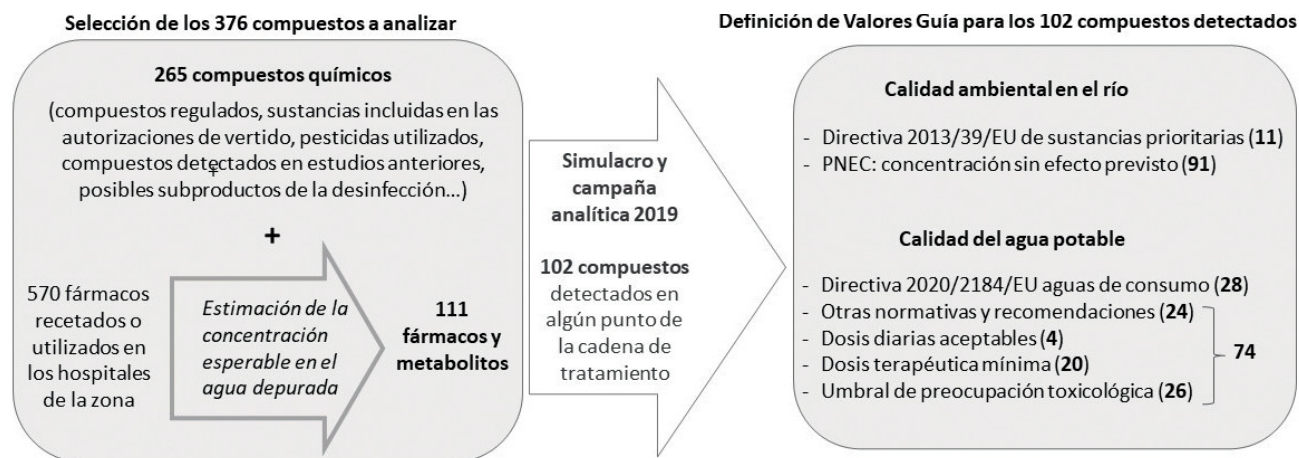 Selección de los 376 compuestos a analizar
265 compuestos químicos
(compuestos regulados, sustancias incluidas en las
autorizaciones de vertido, pesticidas utilizados,
compuestos detectados en estudios anteriores,
posibles subproductos de la desinfección...)
+
570 fármacos
recetados o
utilizados en
los hospitales
de la zona
Estimación de la
concentración
esperable en el
agua depurada
111
fármacos y
metabolitos
Simulacro y
campaña
analítica 2019
102 compuestos
detectados en
algún punto de
la cadena de
tratamiento
Definición de Valores Guía para los 102 compuestos detectados
Calidad ambiental en el río
- Directiva 2013/39/EU de sustancias prioritarias (11)
- PNEC: concentración sin efecto previsto (91)
Calidad del agua potable
- Directiva 2020/2184/EU aguas de consumo (28)
- Otras normativas y recomendaciones (24)
- Dosis diarias aceptables (4)
- Dosis terapéutica mínima (20)
- Umbral de preocupación toxicológica (26)
74